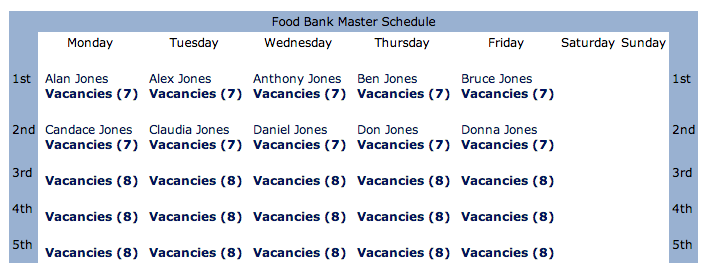 Food Bank Master Schedule
Monday Tuesday Wednesday Thursday Friday Saturday Sunday
1st Alan Jones Alex Jones Anthony Jones Ben Jones Bruce Jones 1st
Vacancies (7) Vacancies (7) Vacancies (7) Vacancies (7) Vacancies (7)
2nd Candace Jones Claudia Jones Daniel Jones Don Jones Donna Jones 2nd
Vacancies (7) Vacancies (7) Vacancies (7) Vacancies (7) Vacancies (7)
3rd Vacancies (8) Vacancies (8) Vacancies (8) Vacancies (8) Vacancies (8) 3rd
4th Vacancies (8) Vacancies (8) Vacancies (8) Vacancies (8) Vacancies (8) 4th
5th Vacancies (8) Vacancies (8) Vacancies (8) Vacancies (8) Vacancies (8) 5th